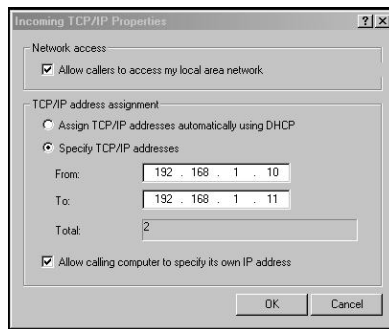 Incoming TCP/IP Properties
Network access
Allow callers to access my local area network
TCP/IP address assignment
Assign TCP/IP addresses automatically using DHCP
Specify TCP/IP addresses
From: 192 . 168 . 1 . 10
To: 192 . 168 . 1 . 11
Total: 2
Allow calling computer to specify its own IP address
OK Cancel